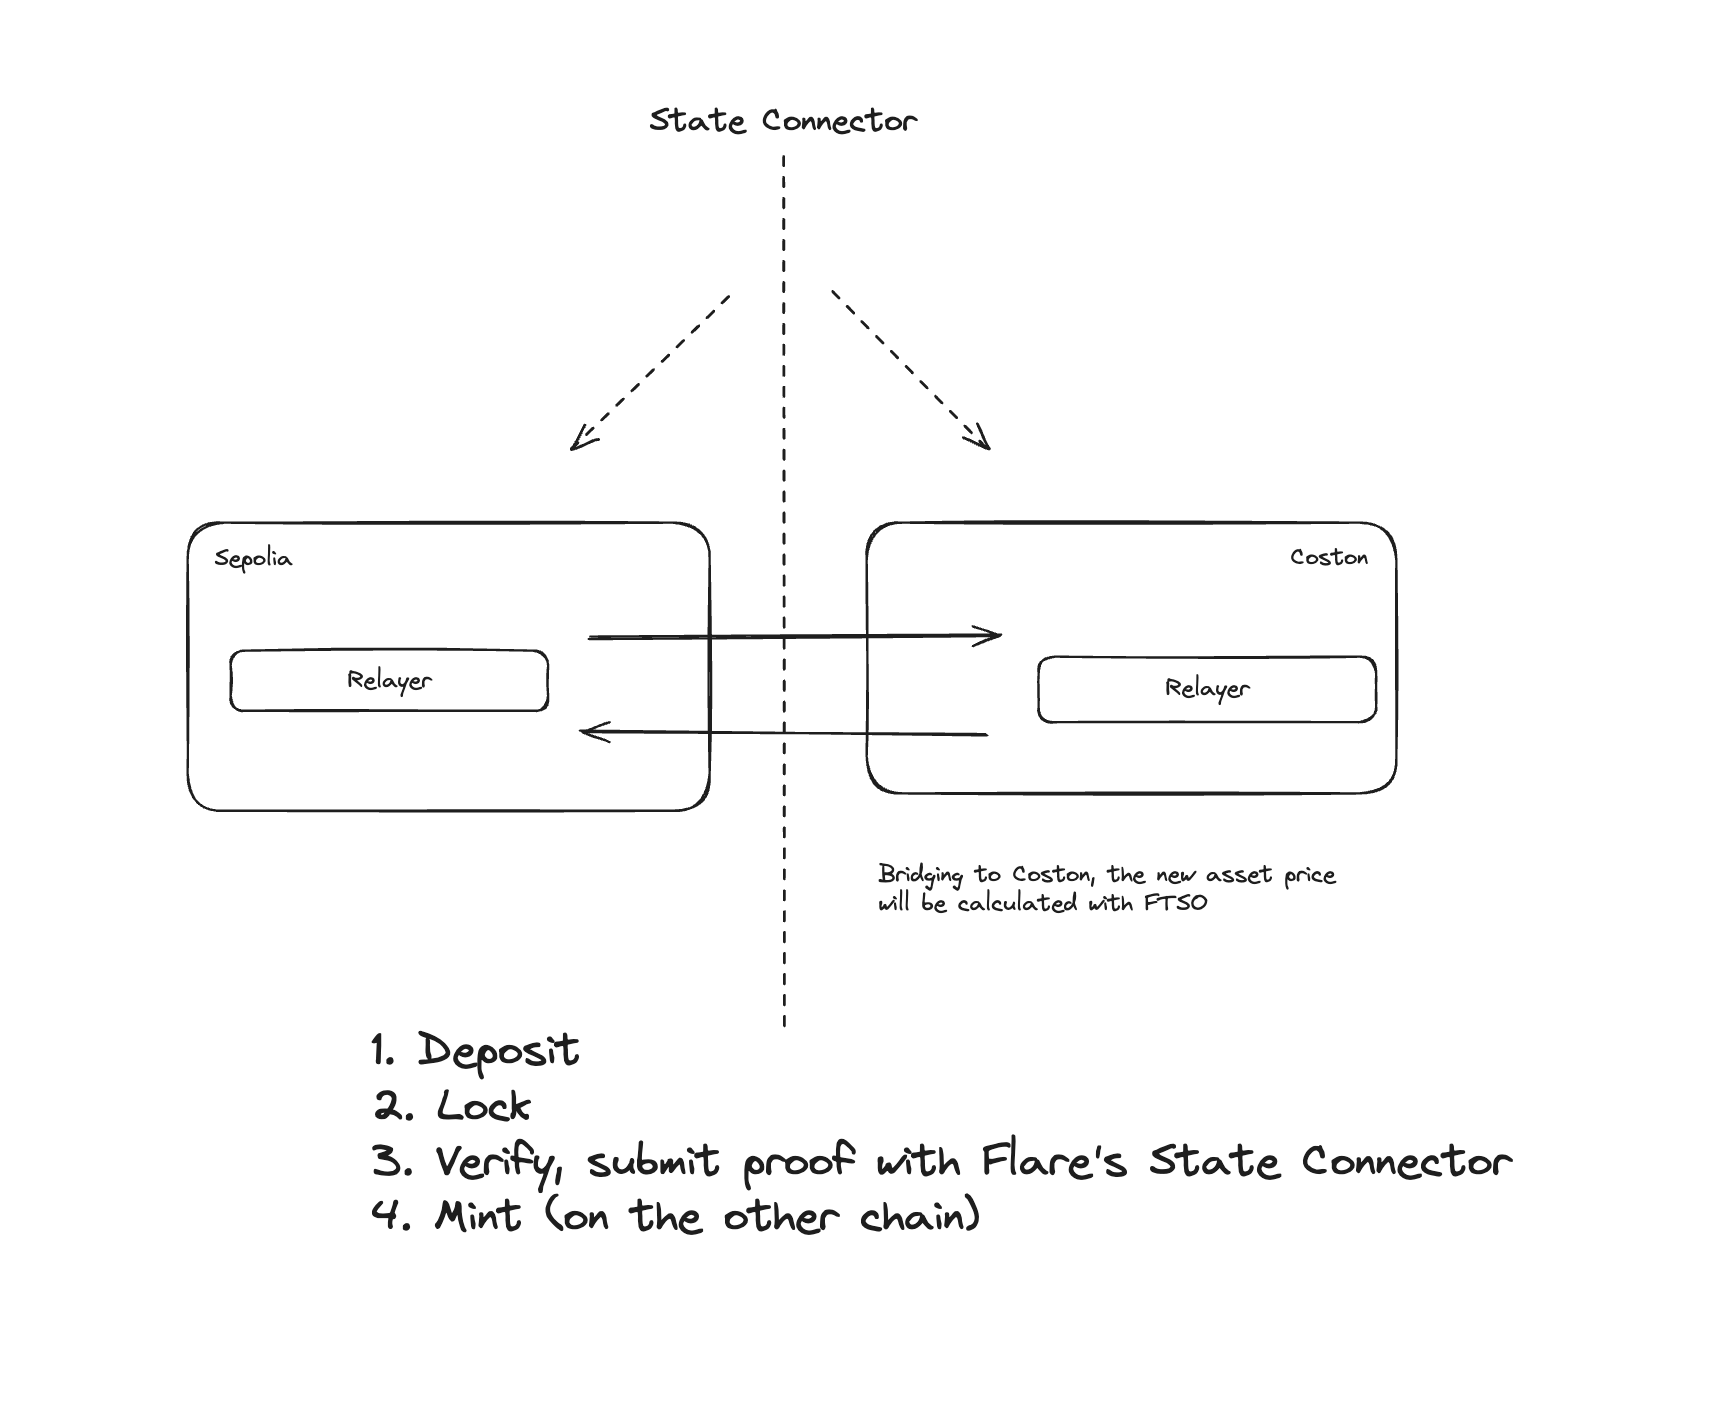 State Connector
Sepolia
Coston
Relayer
Relayer
Bridging to Coston, the new asset price
will be calculated with FTSO
1. Deposit
2. Lock
3. Verify, submit proof with Flare's State Connector
4. Mint (on the other chain)